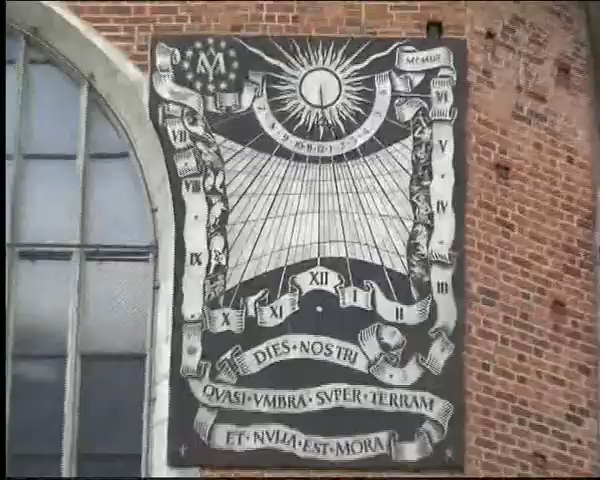 VI
VII
V
VIII
IV
IX
III
XII
XI
I
X
II
DIES·NOSTRI
QVASI·VMBRA·SVPER·TERRAM
ET·NVLLA·EST·MORA